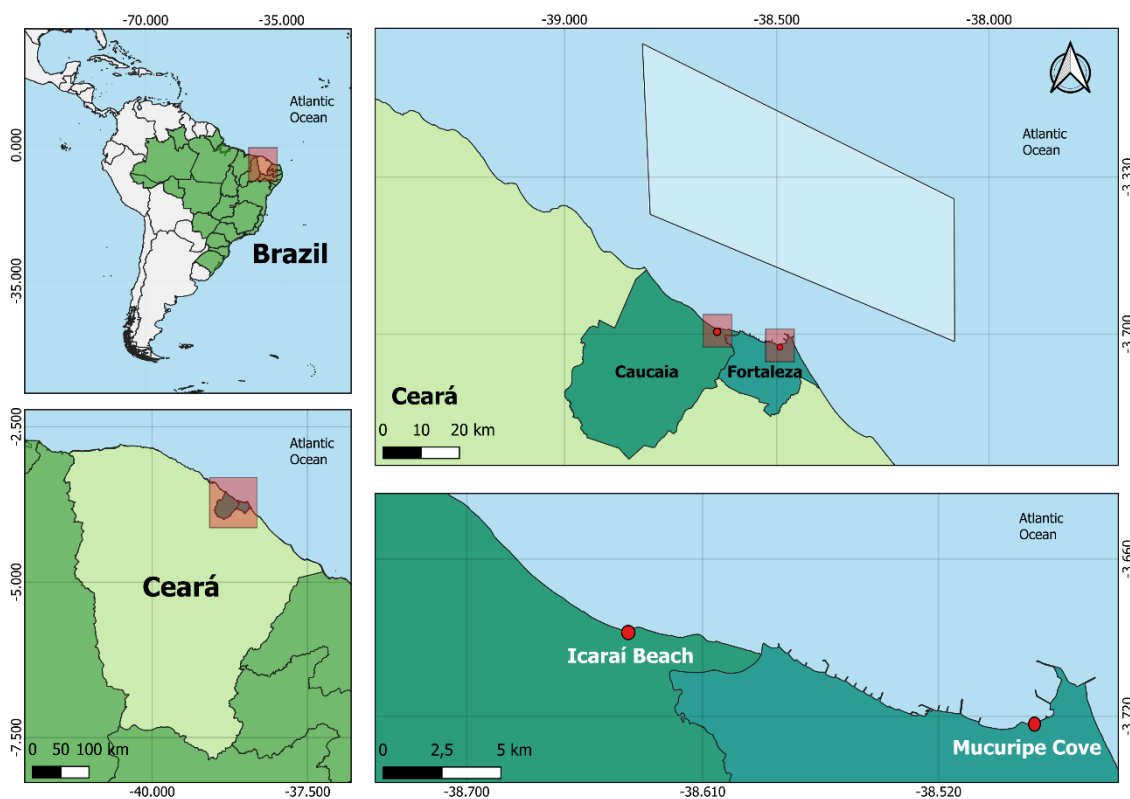 -70.000
-35.000
0.000
-35.000
Atlantic
Ocean
Brazil
-39.000
-38.500
-38.000
Atlantic
Ocean
-3.330
-3.700
Caucaia
Fortaleza
Ceará
0 10 20 km
-2.500
-5.000
-7.500
Atlantic
Ocean
Ceará
0 50 100 km
-40.000
-37.500
Atlantic
Ocean
-3.660
-3.720
Icaraí Beach
Mucuripe Cove
0 2,5 5 km
-38.700
-38.610
-38.520